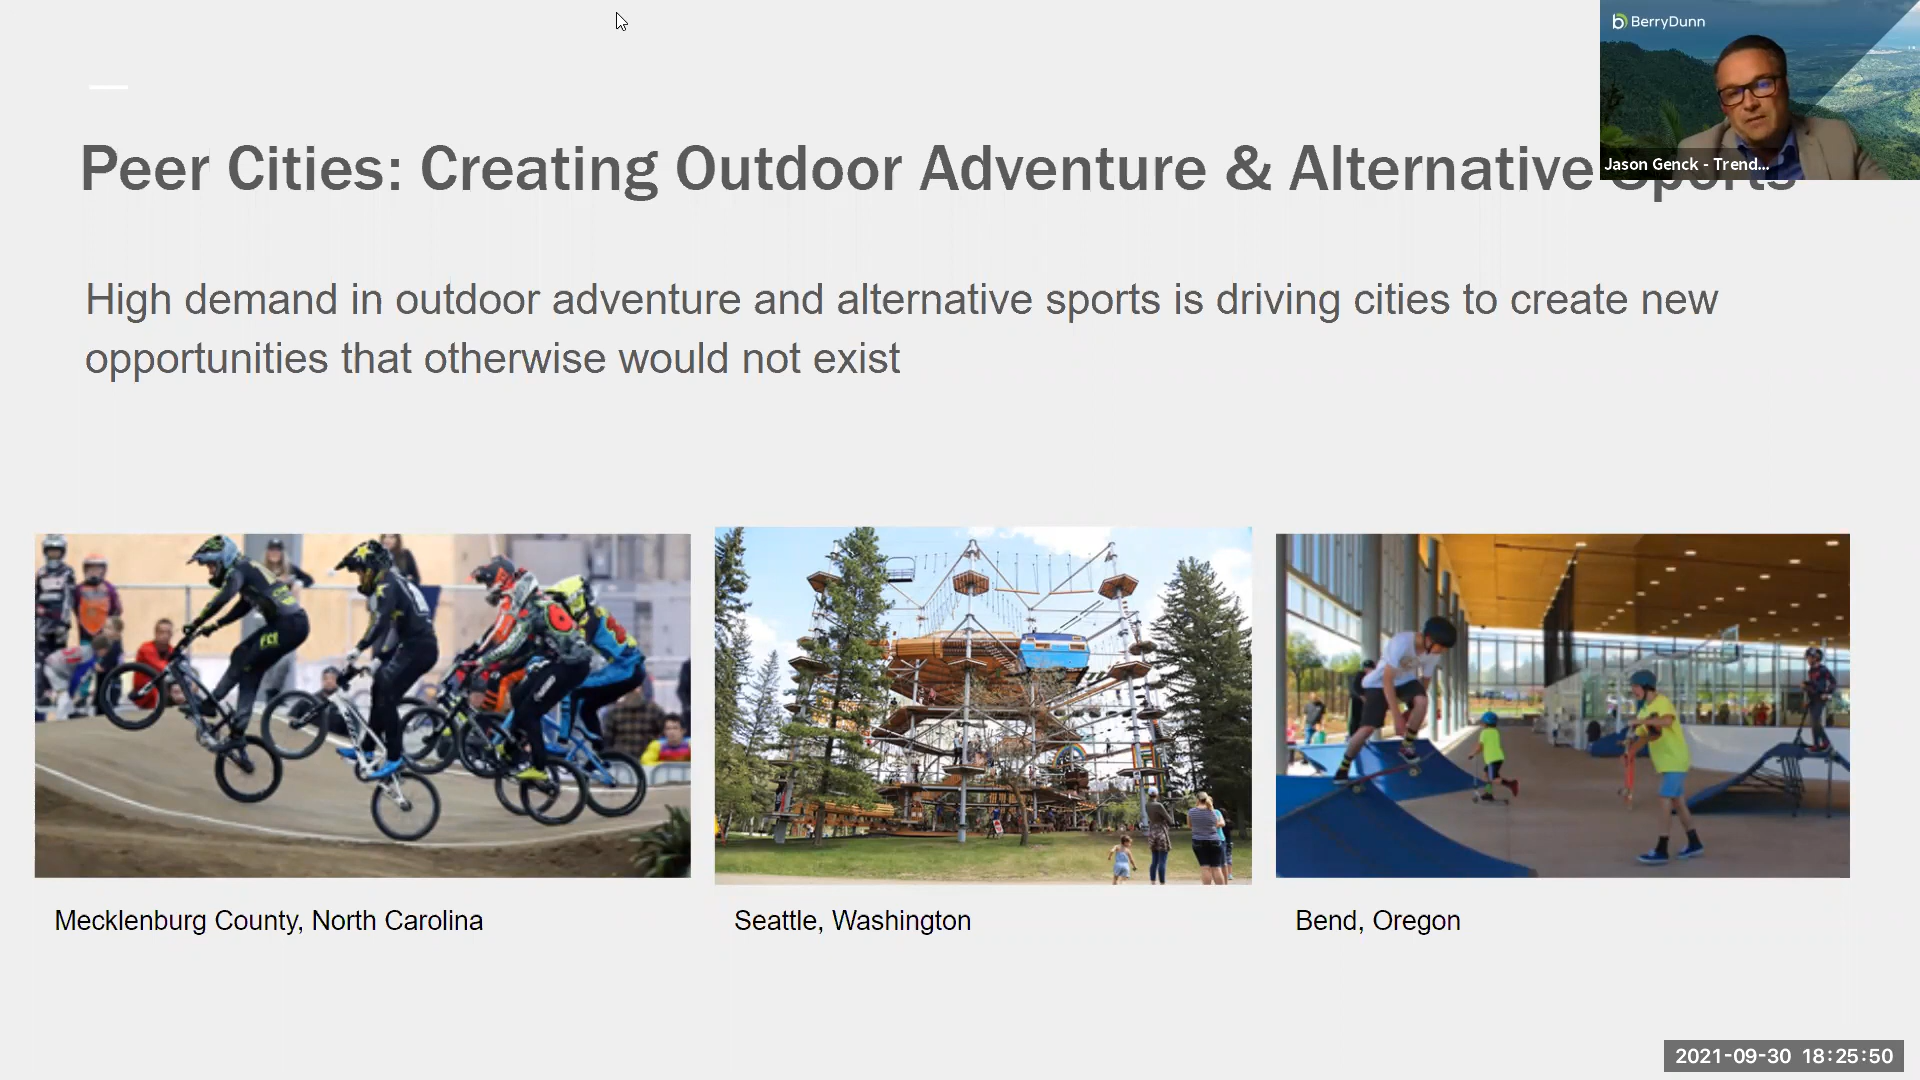 BerryDunn
Jason Genck - Trend...
Peer Cities: Creating Outdoor Adventure & Alternative Sports
High demand in outdoor adventure and alternative sports is driving cities to create new
opportunities that otherwise would not exist
Mecklenburg County, North Carolina
Seattle, Washington
Bend, Oregon
2021-09-30 18:25:50